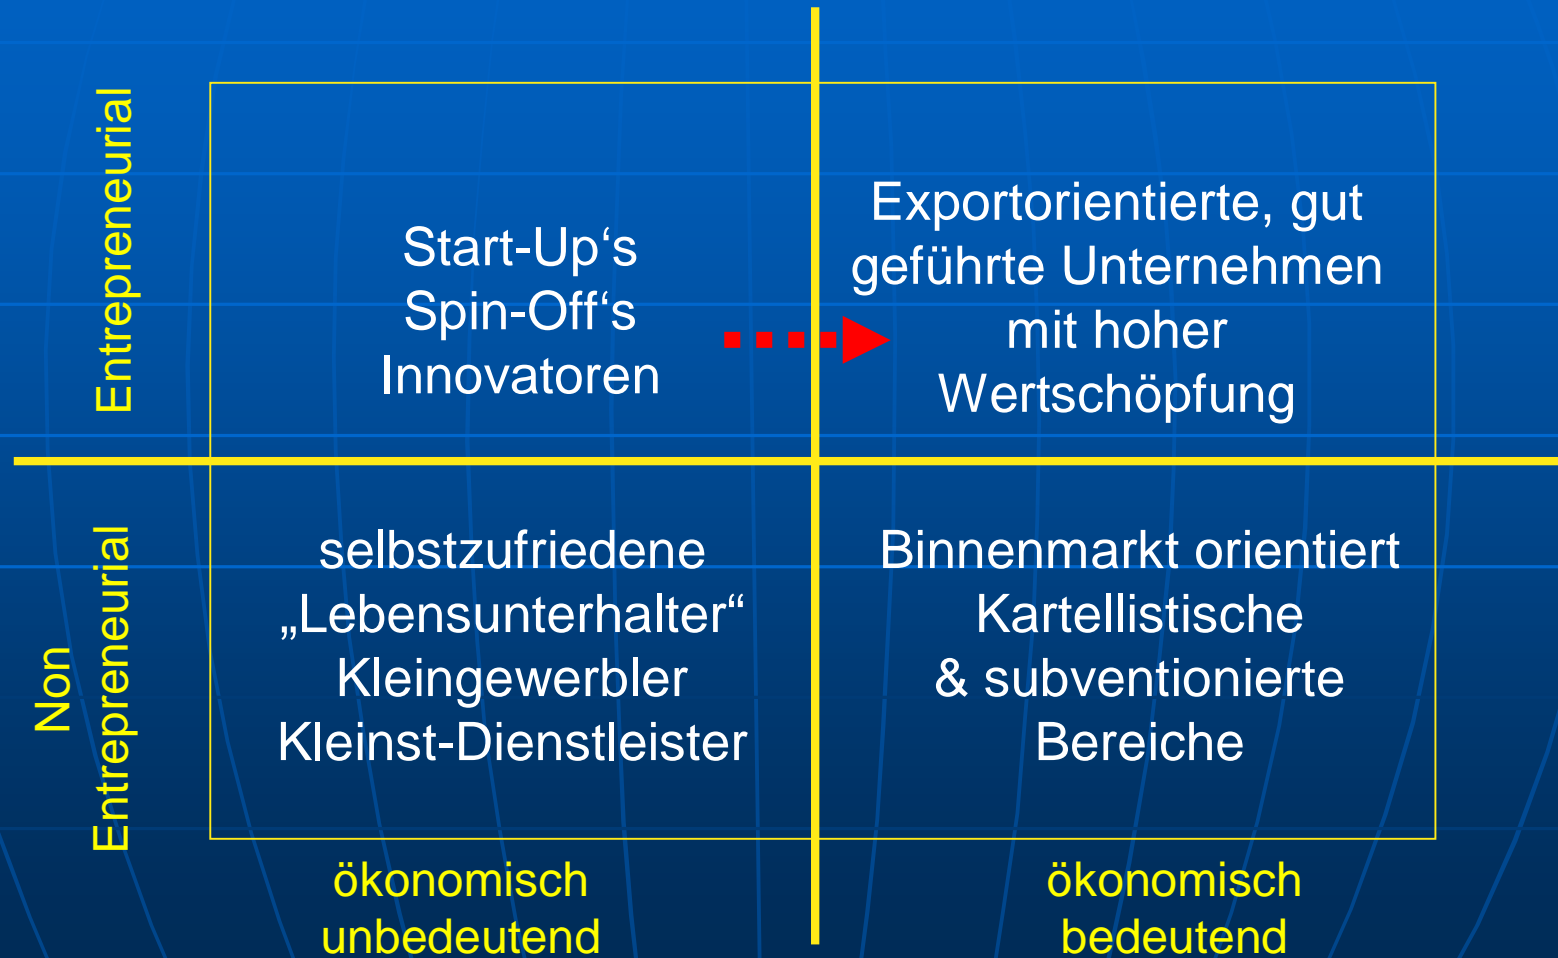 Entrepreneurial
Start-Up‘s
Spin-Off‘s
Innovatoren
Exportorientierte, gut
geführte Unternehmen
mit hoher
Wertschöpfung
Non
Entrepreneurial
selbstzufriedene
„Lebensunterhalter“
Kleingewerbler
Kleinst-Dienstleister
Binnenmarkt orientiert
Kartellistische
& subventionierte
Bereiche
ökonomisch
unbedeutend
ökonomisch
bedeutend